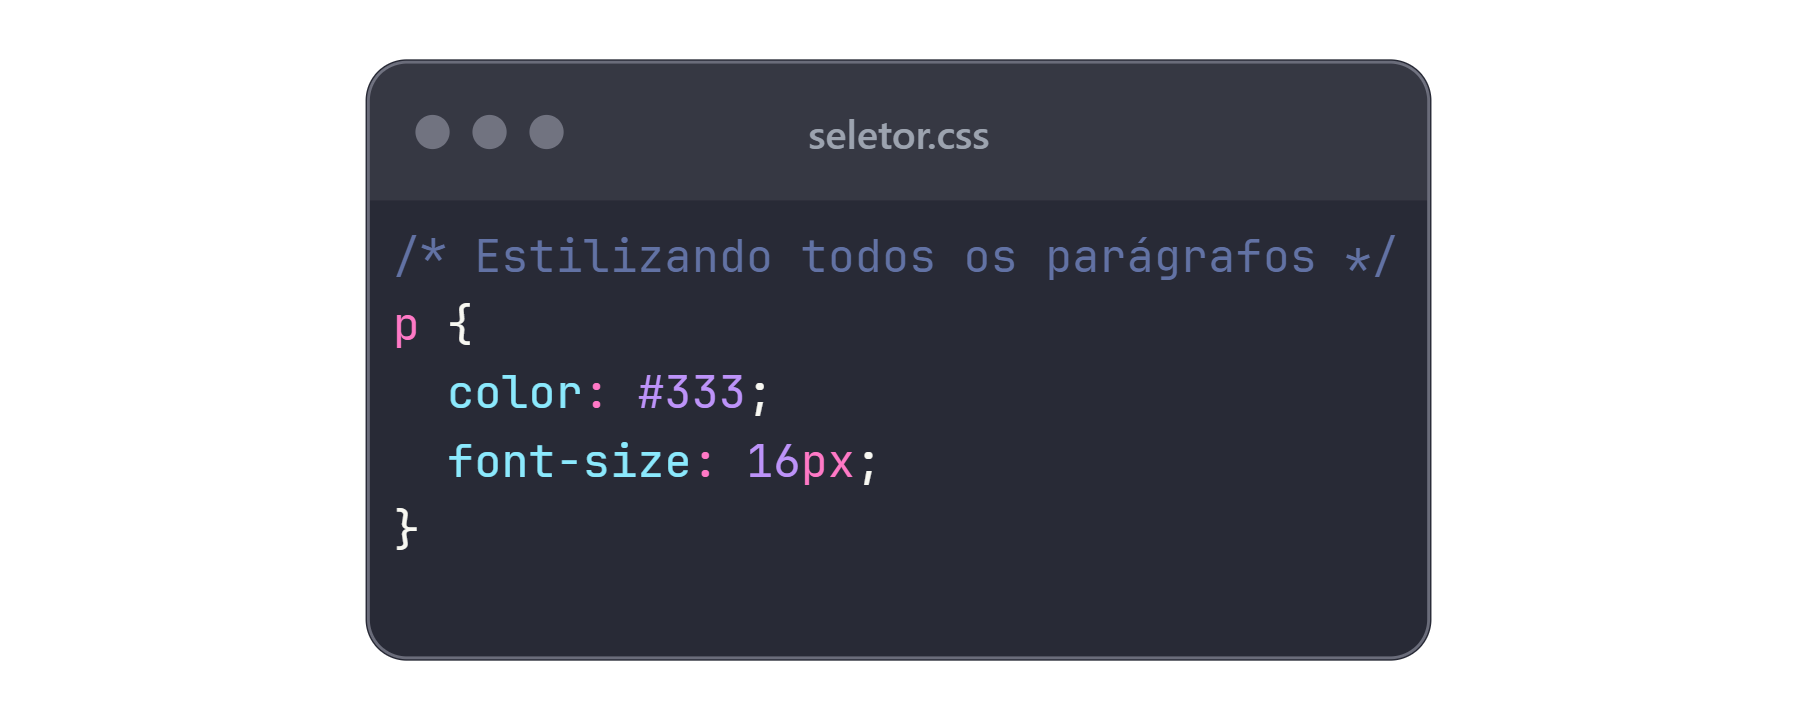 seletor.css
/* Estilizando todos os parágrafos */
p {
  color: #333;
  font-size: 16px;
}